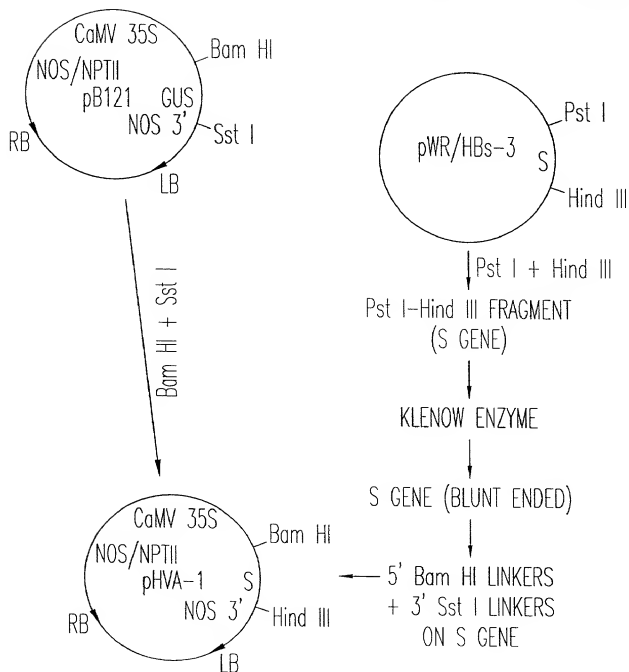 CaMV 35S
Bam HI
NOS/NPTII
pB121 GUS
NOS 3'
Sst I
RB
LB
Bam HI + Sst I
Pst I
pWR/HBs-3
S
Hind III
Pst I + Hind III
Pst I-Hind III FRAGMENT
(S GENE)
KLENOW ENZYME
S GENE (BLUNT ENDED)
5' Bam HI LINKERS
+ 3' Sst I LINKERS
ON S GENE
CaMV 35S
Bam HI
NOS/NPTII
pHVA-1 S
NOS 3'
Hind III
RB
LB